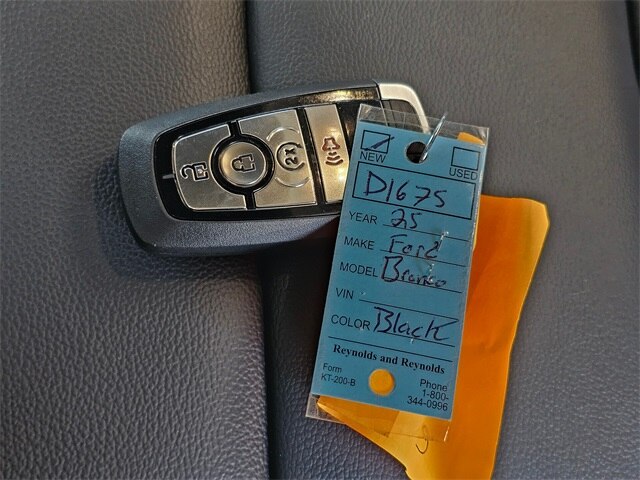 NEW USED
D1675
YEAR 25
MAKE Ford
MODEL Bronco
VIN
COLOR Black
Reynolds and Reynolds
Form
KT-200-B
Phone
1-800-
344-0996
2x